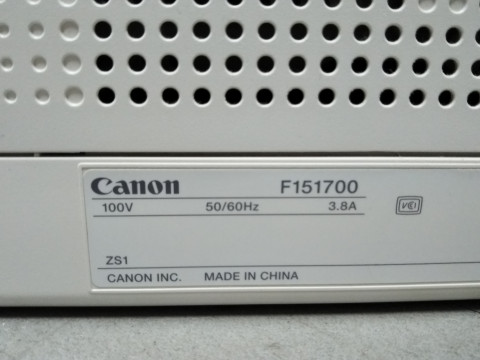 Canon F151700
100V 50/60Hz 3.8A
ZS1
CANON INC. MADE IN CHINA